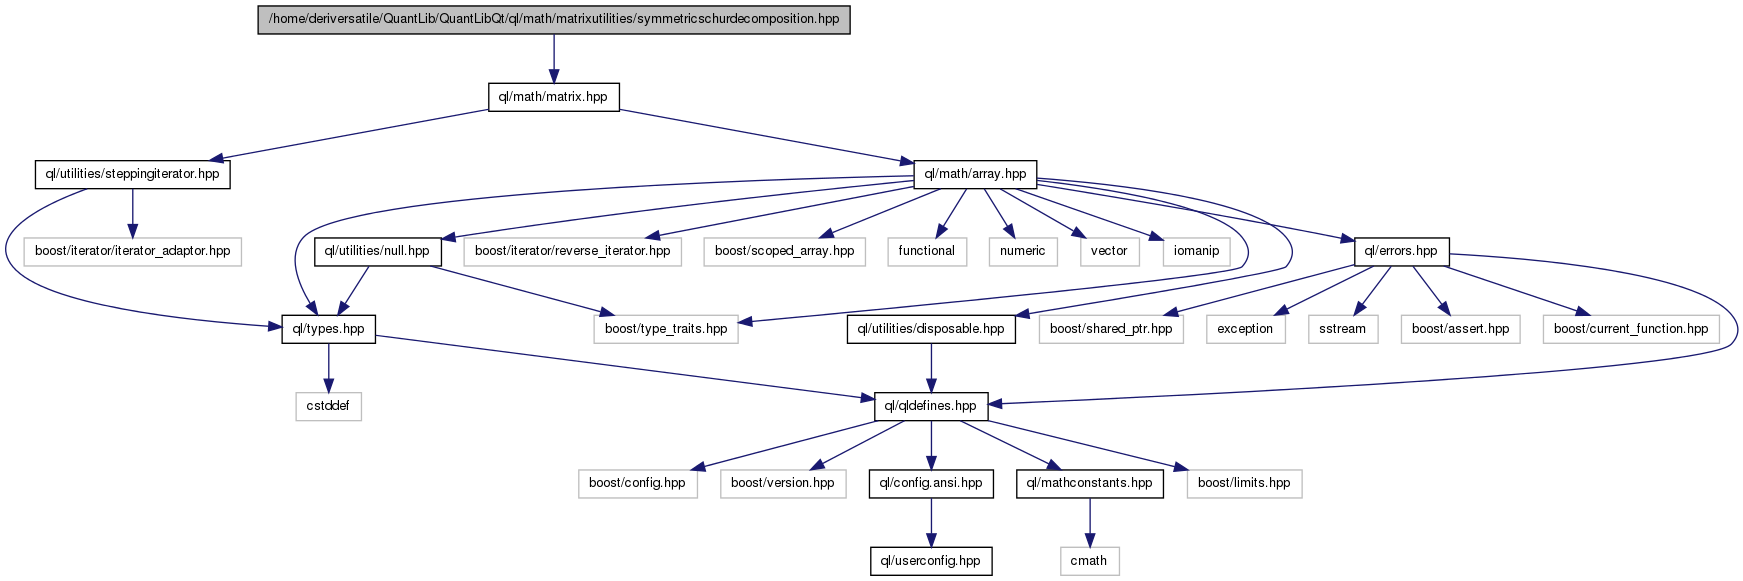 /home/deriversatile/QuantLib/QuantLibQt/ql/math/matrixutilities/symmetricschurdecomposition.hpp
ql/math/matrix.hpp
ql/utilities/steppingiterator.hpp
ql/math/array.hpp
boost/iterator/iterator_adaptor.hpp
ql/utilities/null.hpp
boost/iterator/reverse_iterator.hpp
boost/scoped_array.hpp
functional
numeric
vector
iomanip
ql/errors.hpp
ql/types.hpp
boost/type_traits.hpp
ql/utilities/disposable.hpp
boost/shared_ptr.hpp
exception
sstream
boost/assert.hpp
boost/current_function.hpp
cstddef
ql/qldefines.hpp
boost/config.hpp
boost/version.hpp
ql/config.ansi.hpp
ql/mathconstants.hpp
boost/limits.hpp
ql/userconfig.hpp
cmath